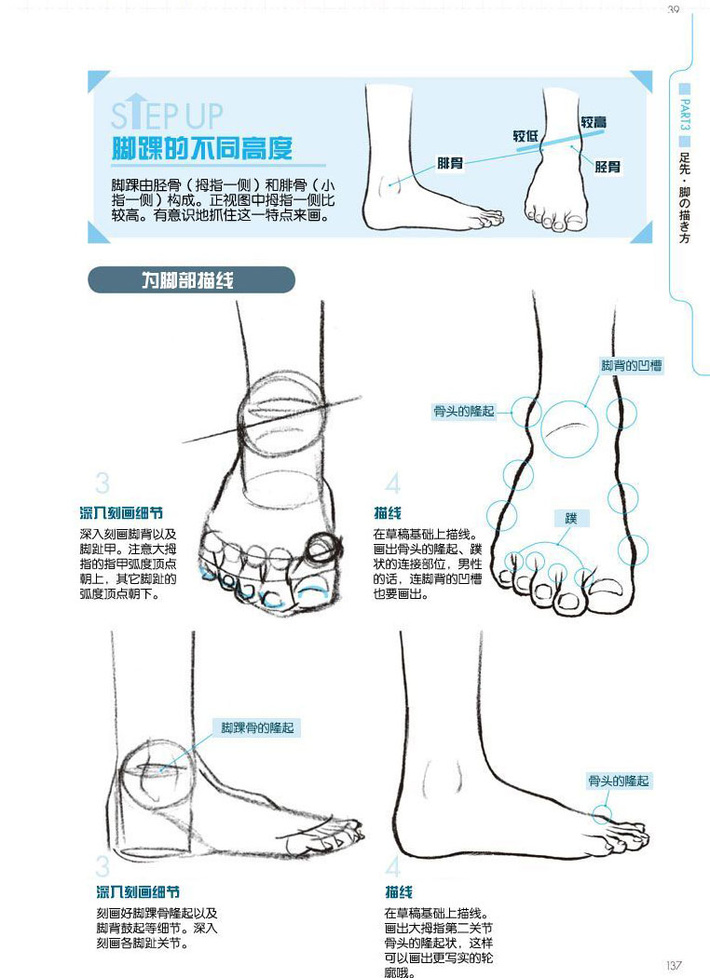 39
PART3 足先・脚の描き方
STEP UP
脚踝的不同高度
脚踝由胫骨（拇指一侧）和腓骨（小
指一侧）构成。正视图中拇指一侧比
较高。有意识地抓住这一特点来画。
腓骨
较低
较高
胫骨
为脚部描线
脚背的凹槽
骨头的隆起
3
深入刻画细节
深入刻画脚背以及
脚趾甲。注意大拇
指的指甲弧度顶点
朝上，其它脚趾的
弧度顶点朝下。
4
描线
在草稿基础上描线。
画出骨头的隆起、蹼
状的连接部位，男性
的话，连脚背的凹槽
也要画出。
蹼
脚踝骨的隆起
骨头的隆起
3
深入刻画细节
刻画好脚踝骨隆起以及
脚背鼓起等细节。深入
刻画各脚趾关节。
4
描线
在草稿基础上描线。
画出大拇指第二关节
骨头的隆起状，这样
可以画出更写实的轮
廓哦。
137